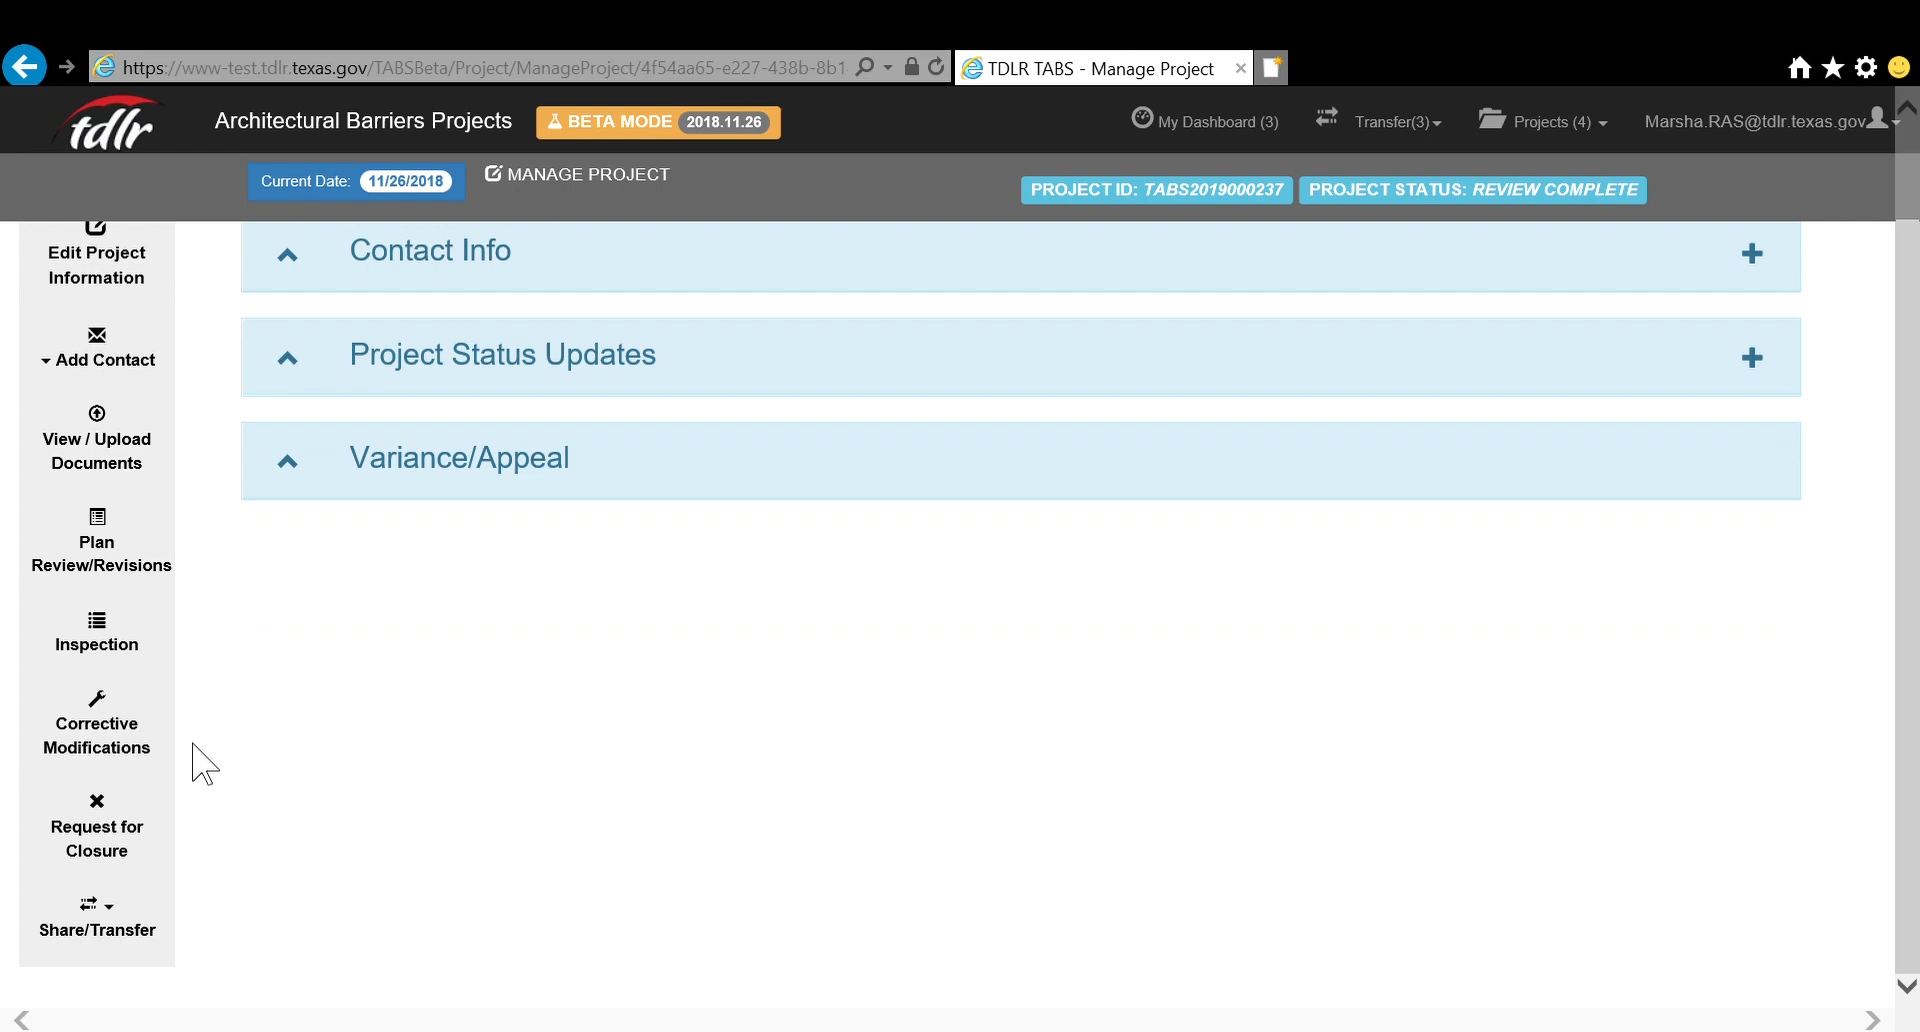 https://www-test.tdlr.texas.gov/TABSBeta/Project/ManageProject/4f54aa65-e227-438b-8b1
TDLR TABS - Manage Project
tdlr
Architectural Barriers Projects
BETA MODE 2018.11.26
My Dashboard (3)
Transfer(3)
Projects (4)
Marsha.RAS@tdlr.texas.gov
Current Date: 11/26/2018
MANAGE PROJECT
PROJECT ID: TABS2019000237
PROJECT STATUS: REVIEW COMPLETE
Edit Project
Information
Add Contact
View / Upload
Documents
Plan
Review/Revisions
Inspection
Corrective
Modifications
Request for
Closure
Share/Transfer
Contact Info
Project Status Updates
Variance/Appeal